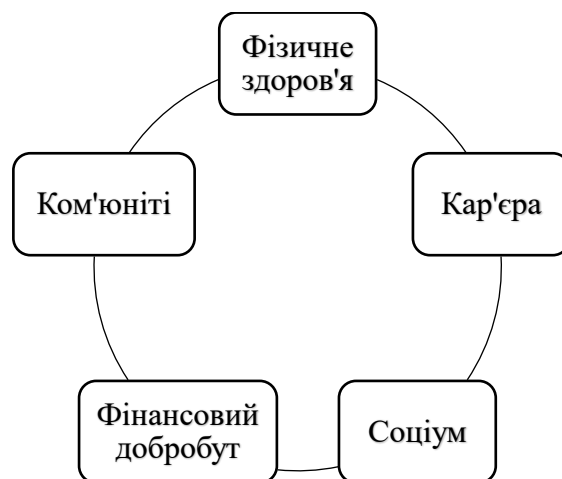 Фізичне
здоров'я
Ком'юніті
Кар'єра
Фінансовий
добробут
Соціум